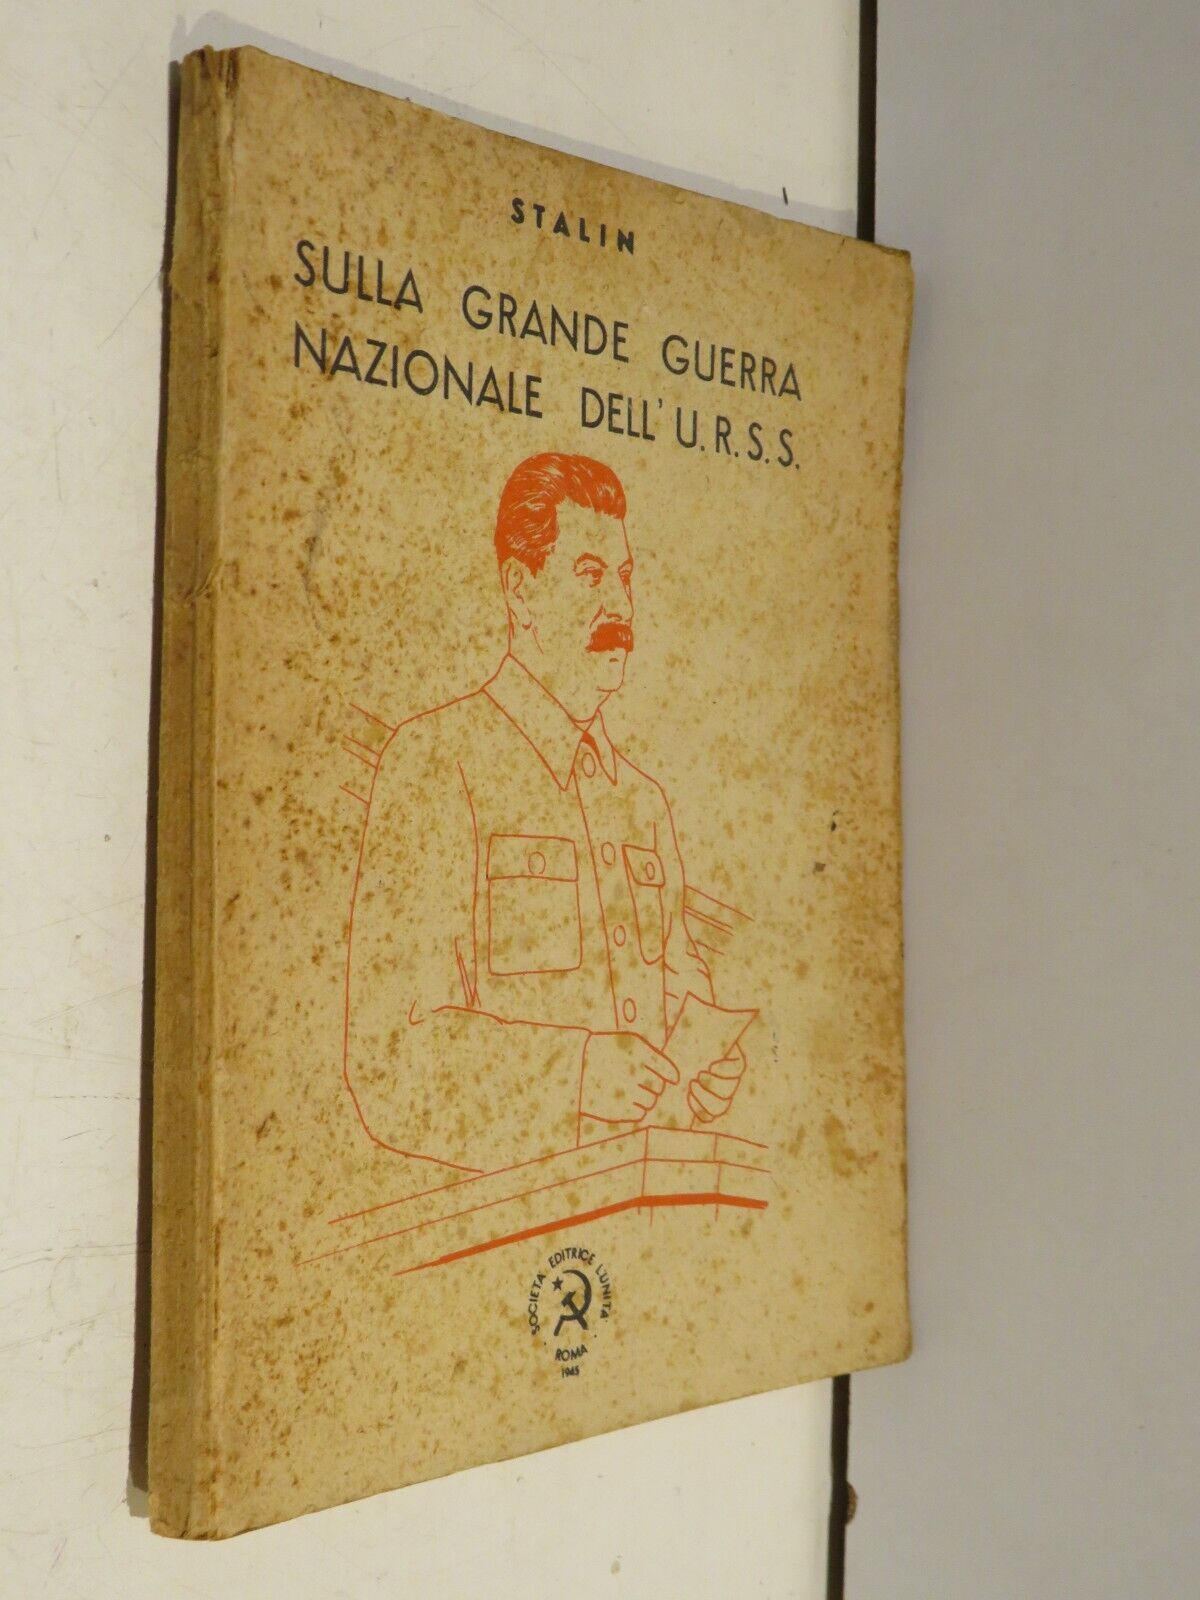 STALIN
SULLA GRANDE GUERRA
NAZIONALE DELL'U.R.S.S.
SOCIETÀ EDITRICE L'UNITÀ
· ROMA ·
1945